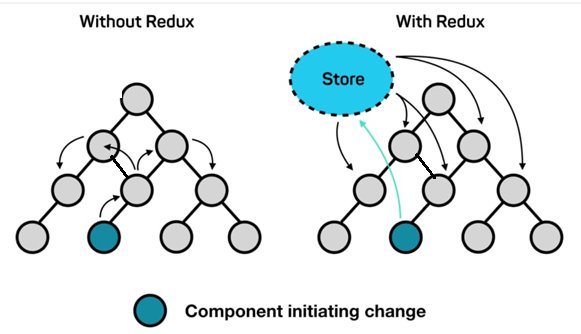 Without Redux
With Redux
Store
Component initiating change